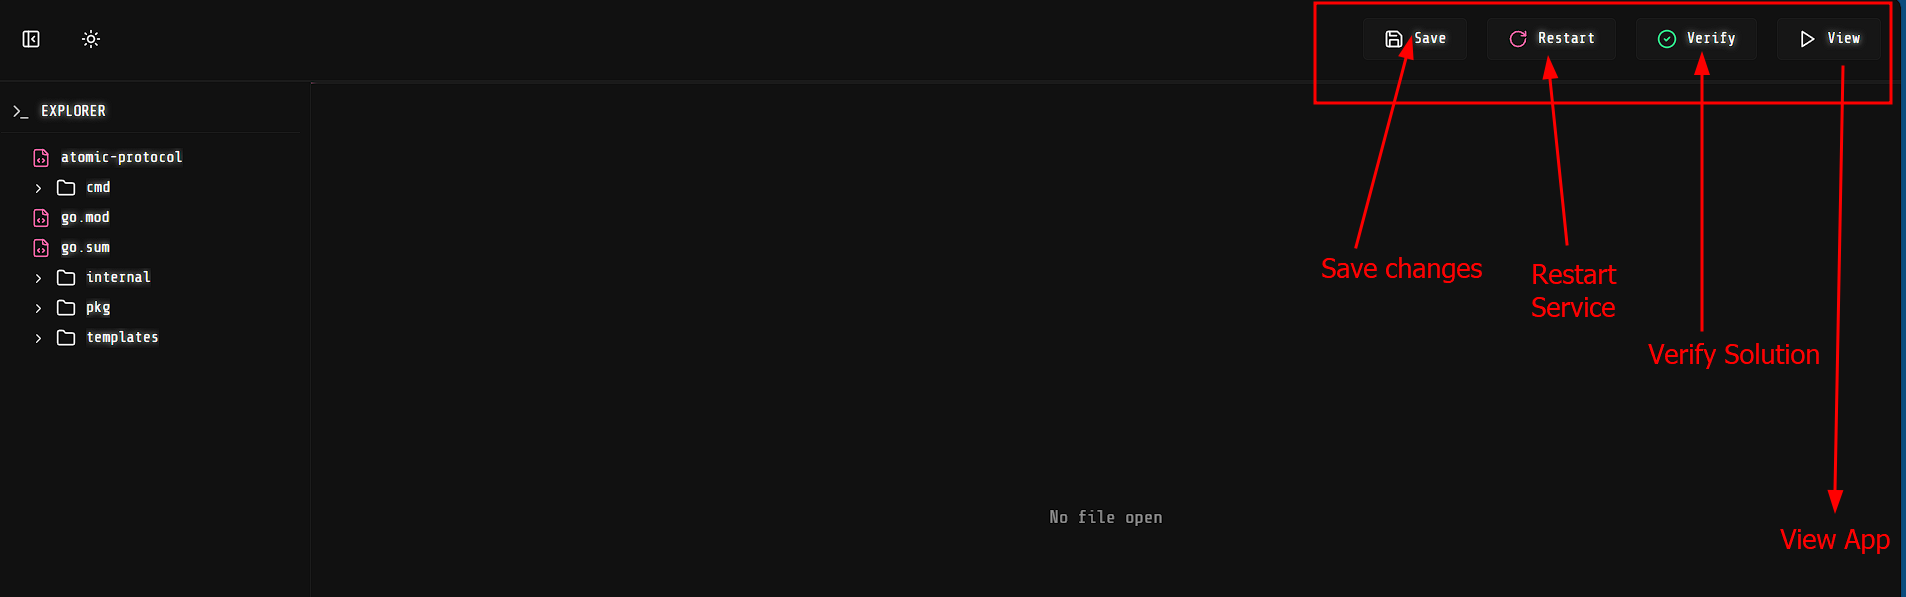 Save
Restart
Verify
View
EXPLORER
atomic-protocol
cmd
go.mod
go.sum
internal
pkg
templates
Save changes
Restart
Service
Verify Solution
No file open
View App